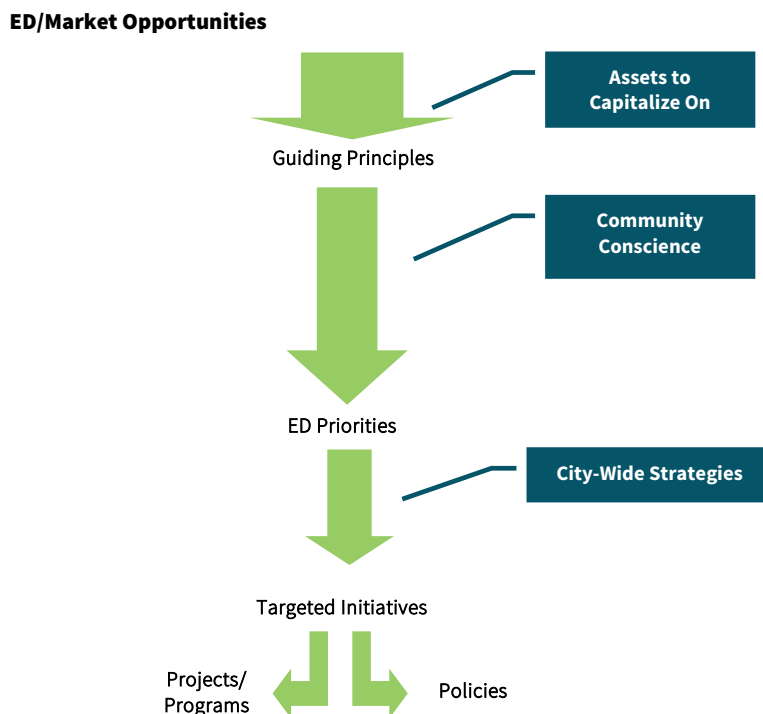 ED/Market Opportunities
Assets to
Capitalize On
Guiding Principles
Community
Conscience
ED Priorities
City-Wide Strategies
Targeted Initiatives
Projects/
Programs
Policies